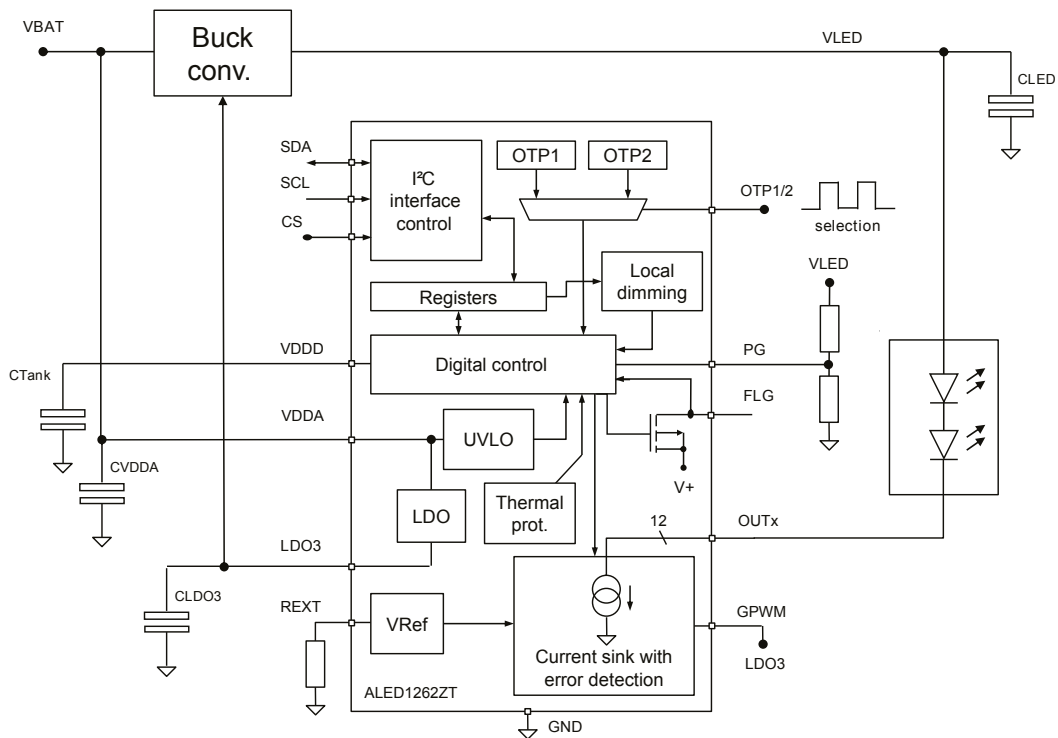 VBAT
Buck
conv.
VLED
CLED
SDA
SCL
CS
I²C
interface
control
OTP1
OTP2
OTP1/2
selection
Local
dimming
VLED
Registers
VDDD
Digital control
PG
CTank
FLG
VDDA
UVLO
CVDDA
V+
LDO
Thermal
prot.
12
OUTx
LDO3
CLDO3
REXT
VRef
GPWM
Current sink with
error detection
LDO3
ALED1262ZT
GND